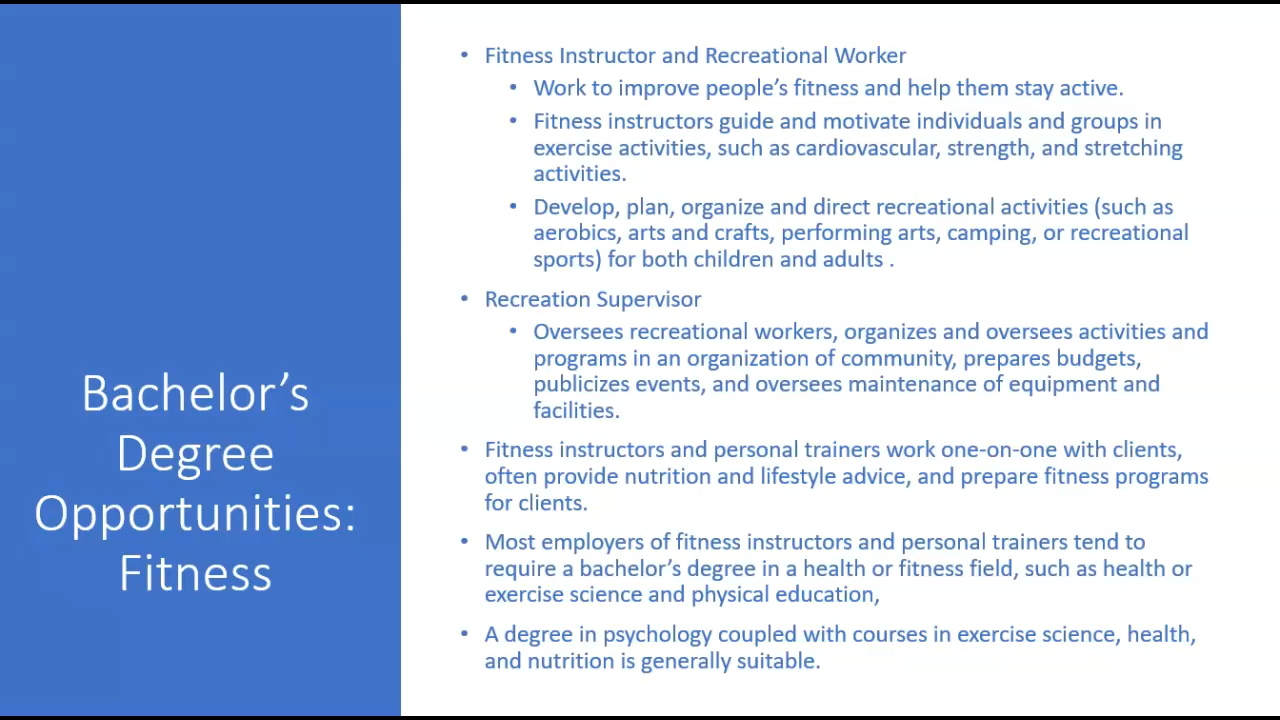 Bachelor’s
Degree
Opportunities:
Fitness
• Fitness Instructor and Recreational Worker
• Work to improve people’s fitness and help them stay active.
• Fitness instructors guide and motivate individuals and groups in
exercise activities, such as cardiovascular, strength, and stretching
activities.
• Develop, plan, organize and direct recreational activities (such as
aerobics, arts and crafts, performing arts, camping, or recreational
sports) for both children and adults .
• Recreation Supervisor
• Oversees recreational workers, organizes and oversees activities and
programs in an organization of community, prepares budgets,
publicizes events, and oversees maintenance of equipment and
facilities.
• Fitness instructors and personal trainers work one-on-one with clients,
often provide nutrition and lifestyle advice, and prepare fitness programs
for clients.
• Most employers of fitness instructors and personal trainers tend to
require a bachelor’s degree in a health or fitness field, such as health or
exercise science and physical education,
• A degree in psychology coupled with courses in exercise science, health,
and nutrition is generally suitable.